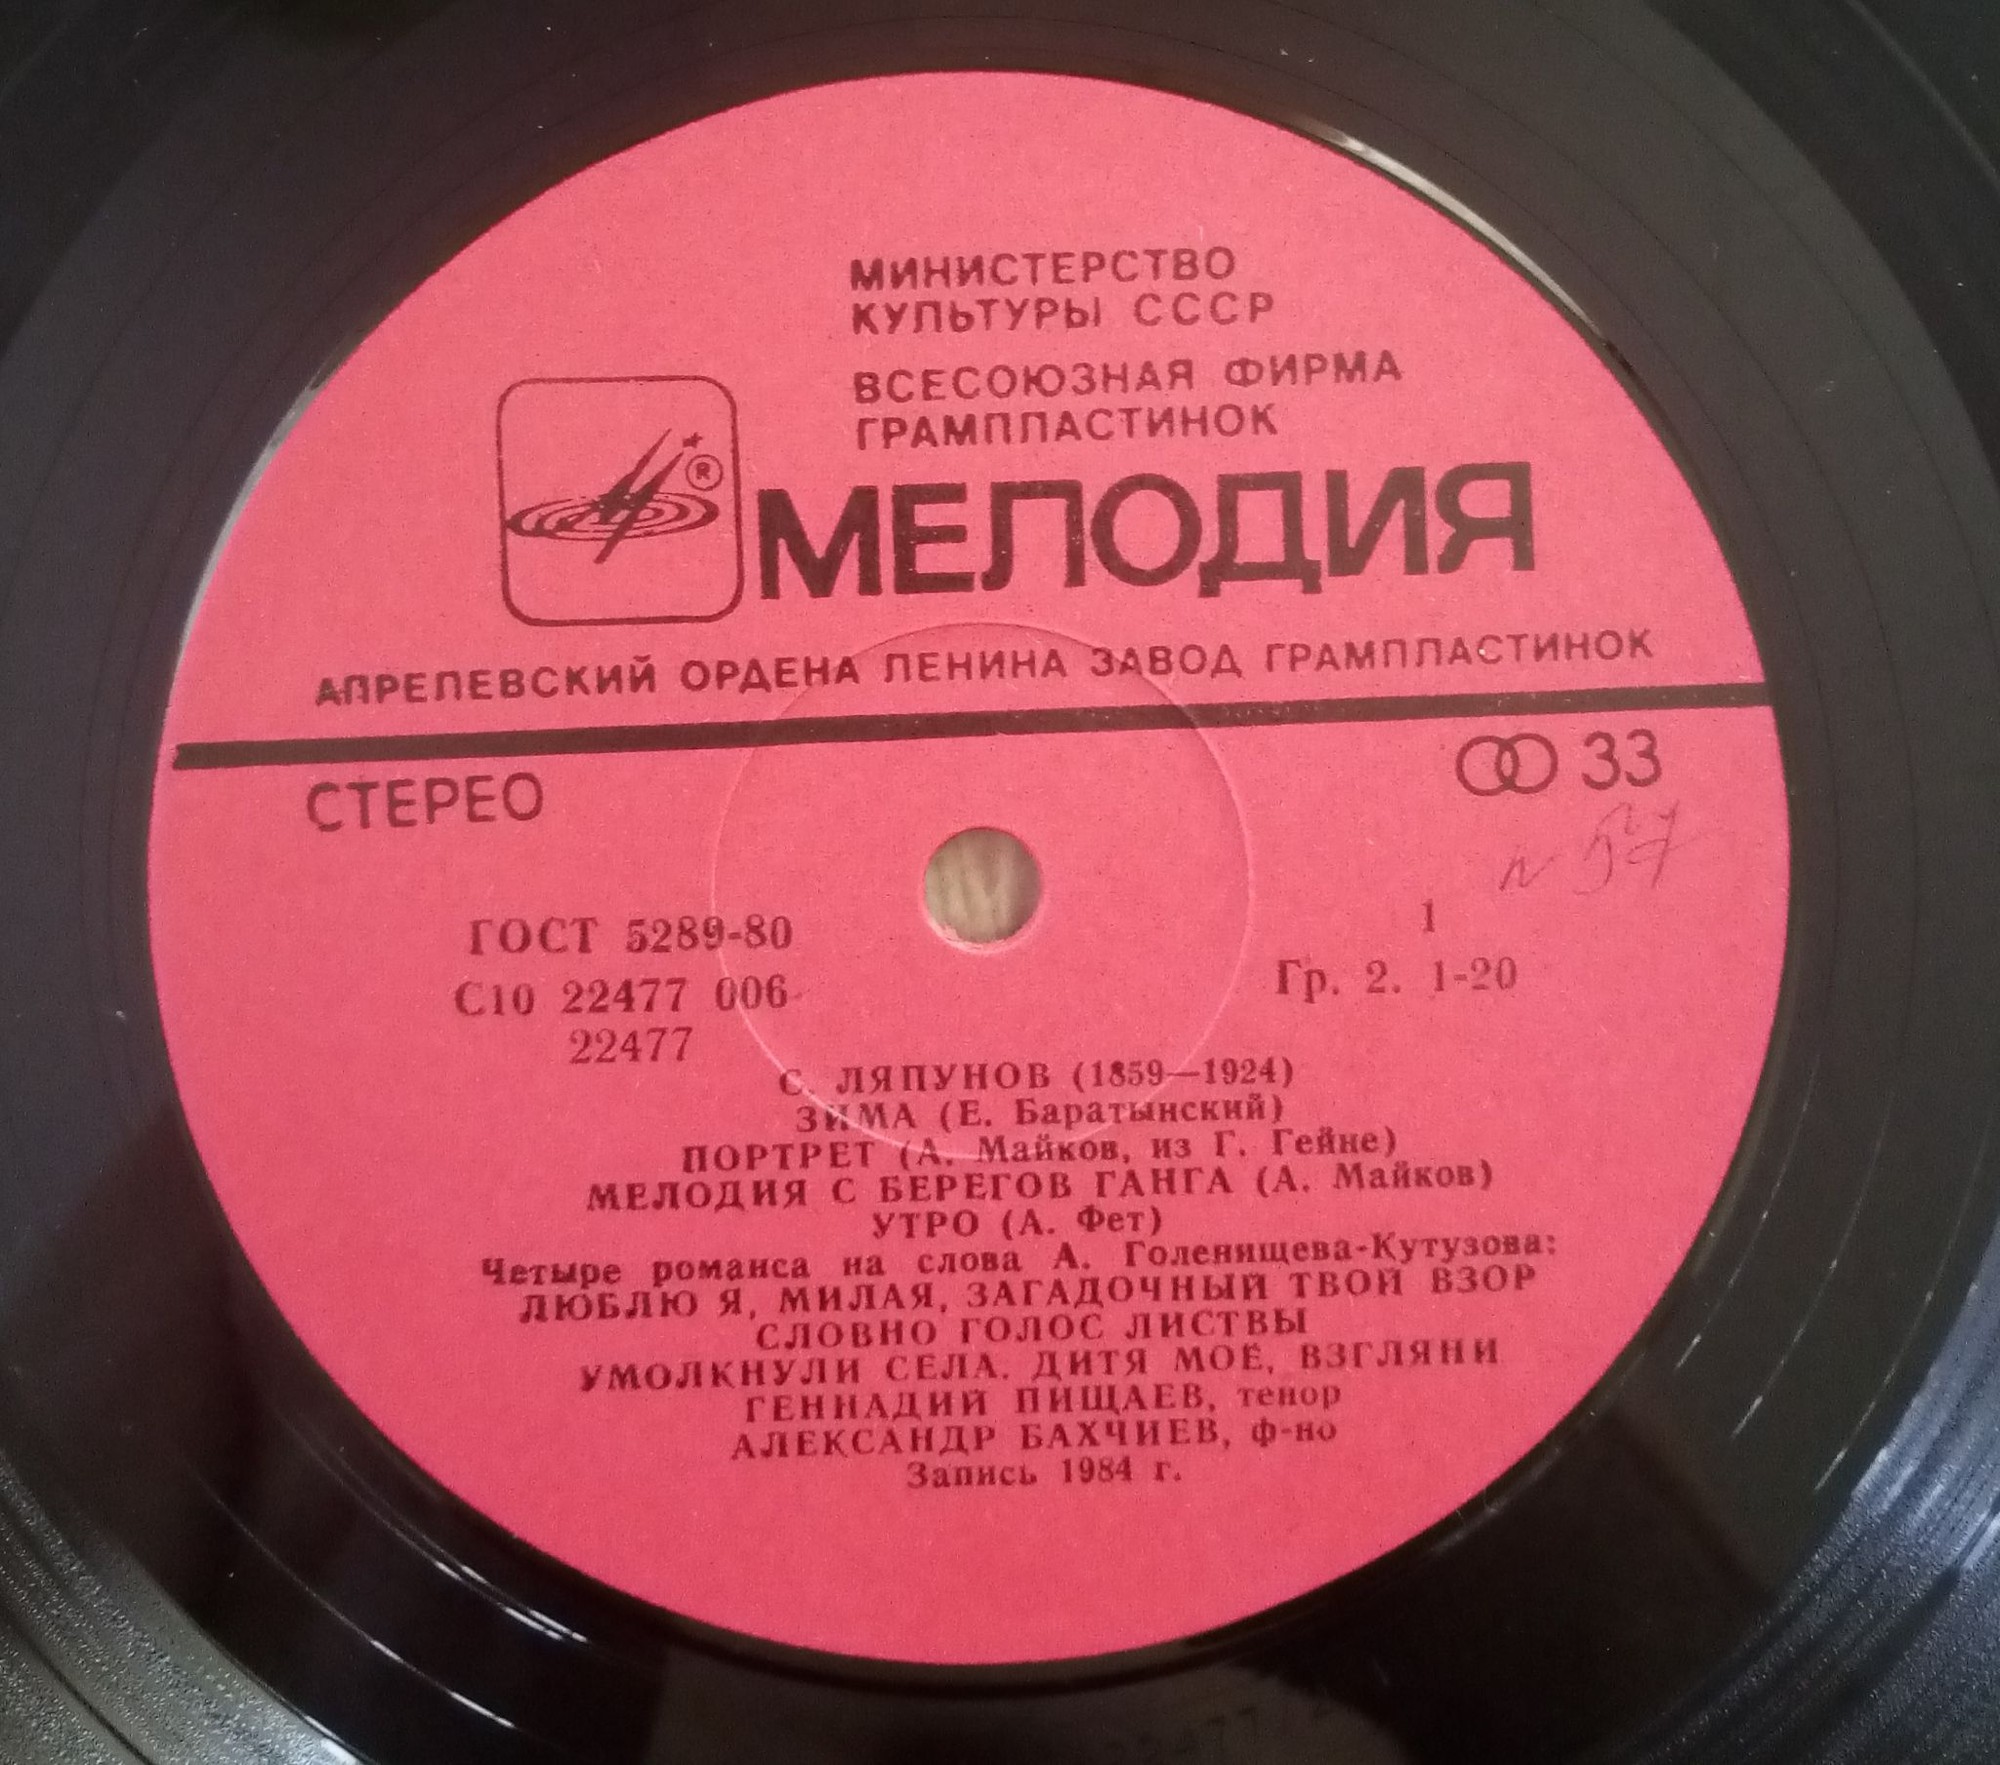 МИНИСТЕРСТВО
КУЛЬТУРЫ СССР
ВСЕСОЮЗНАЯ ФИРМА
ГРАМПЛАСТИНОК
®
МЕЛОДИЯ
АПРЕЛЕВСКИЙ ОРДЕНА ЛЕНИНА ЗАВОД ГРАМПЛАСТИНОК
СТЕРЕО
33
ГОСТ 5289-80
1
С10 22477 006
Гр. 2. 1-20
22477
С. ЛЯПУНОВ (1859—1924)
ЗИМА (Е. Баратынский)
ПОРТРЕТ (А. Майков, из Г. Гейне)
МЕЛОДИЯ С БЕРЕГОВ ГАНГА (А. Майков)
УТРО (А. Фет)
Четыре романса на слова А. Голенищева-Кутузова:
ЛЮБЛЮ Я, МИЛАЯ, ЗАГАДОЧНЫЙ ТВОЙ ВЗОР
СЛОВНО ГОЛОС ЛИСТВЫ
УМОЛКНУЛИ СЕЛА. ДИТЯ МОЁ, ВЗГЛЯНИ
ГЕННАДИЙ ПИЩАЕВ, тенор
АЛЕКСАНДР БАХЧИЕВ, ф-но
Запись 1984 г.